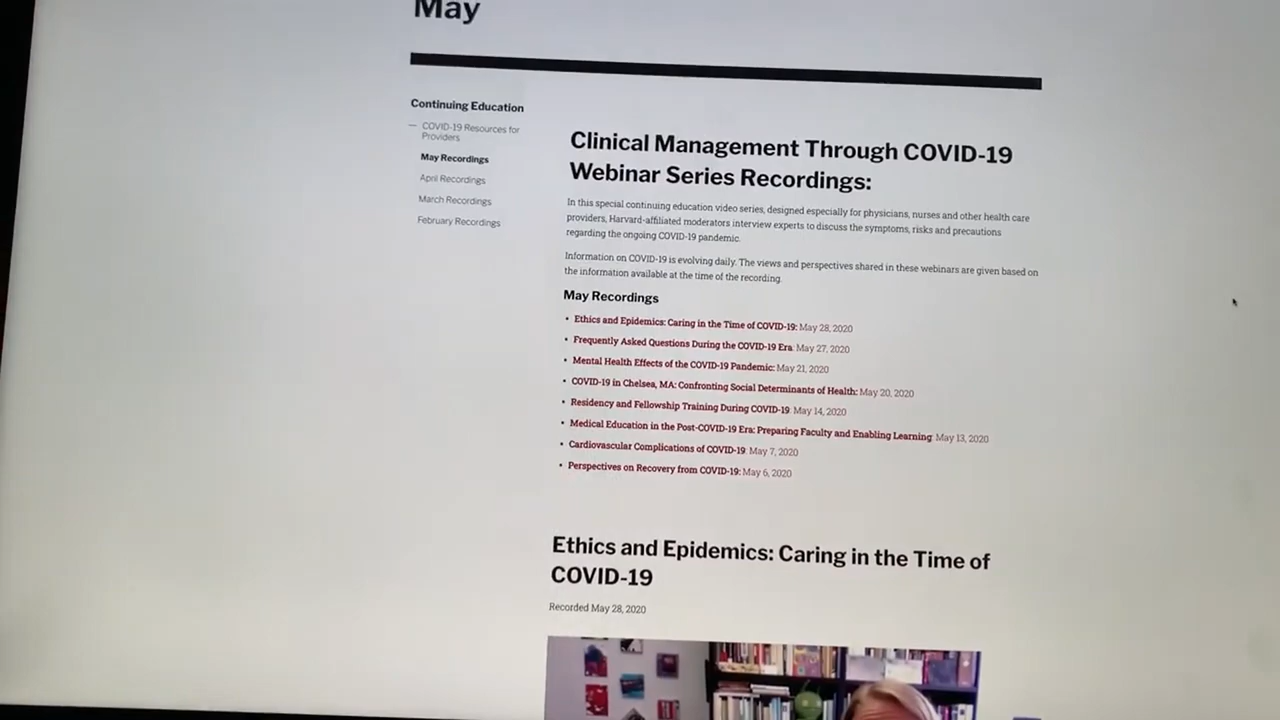 May
Continuing Education
— COVID-19 Resources for
Providers
May Recordings
April Recordings
March Recordings
February Recordings
Clinical Management Through COVID-19
Webinar Series Recordings:
In this special continuing education video series, designed especially for physicians, nurses and other health care
providers, Harvard-affiliated moderators interview experts to discuss the symptoms, risks and precautions
regarding the ongoing COVID-19 pandemic.
Information on COVID-19 is evolving daily. The views and perspectives shared in these webinars are given based on
the information available at the time of the recording.
May Recordings
• Ethics and Epidemics: Caring in the Time of COVID-19: May 28, 2020
• Frequently Asked Questions During the COVID-19 Era: May 27, 2020
• Mental Health Effects of the COVID-19 Pandemic: May 21, 2020
• COVID-19 in Chelsea, MA: Confronting Social Determinants of Health: May 20, 2020
• Residency and Fellowship Training During COVID-19: May 14, 2020
• Medical Education in the Post-COVID-19 Era: Preparing Faculty and Enabling Learning: May 13, 2020
• Cardiovascular Complications of COVID-19: May 7, 2020
• Perspectives on Recovery from COVID-19: May 6, 2020
Ethics and Epidemics: Caring in the Time of
COVID-19
Recorded May 28, 2020